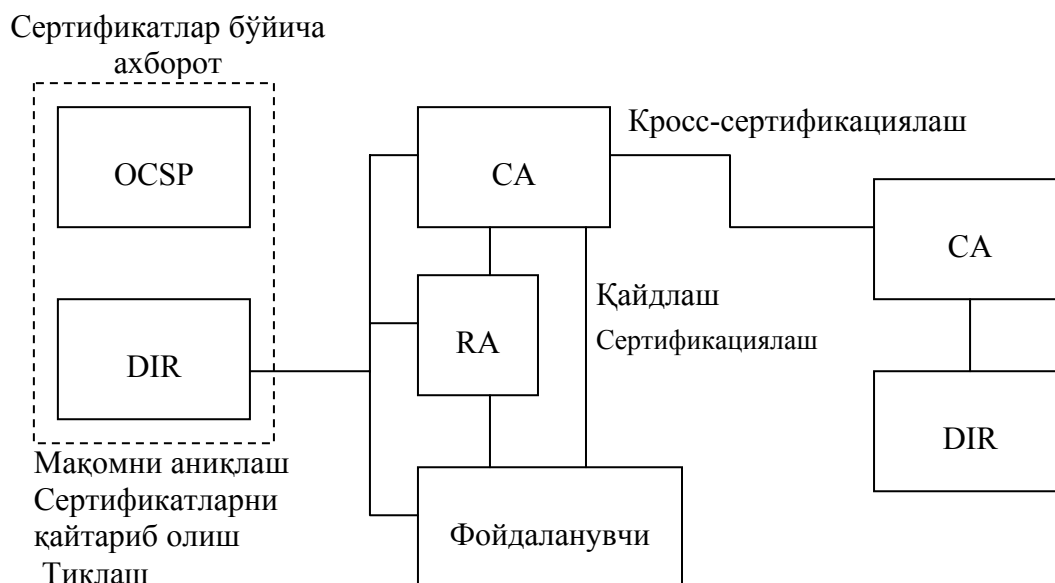 Сертификатлар бўйича
ахборот
OCSP
CA
Кросс-сертификациялаш
CA
Қайдлаш
Сертификациялаш
RA
DIR
DIR
Мақомни аниқлаш
Сертификатларни
қайтариб олиш
Тиклаш
Фойдаланувчи